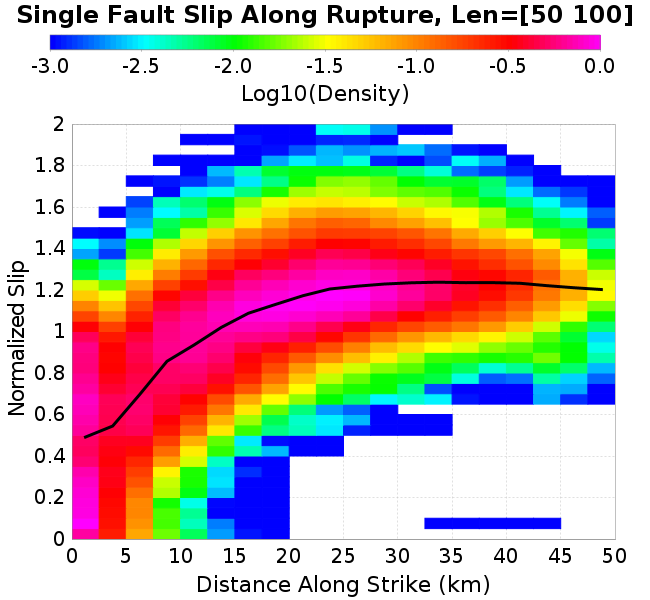 Single Fault Slip Along Rupture, Len=[50 100]
-3.0 -2.5 -2.0 -1.5 -1.0 -0.5 0.0
Log10(Density)
2
1.8
1.6
1.4
1.2
1
0.8
0.6
0.4
0.2
0
Normalized Slip
0 5 10 15 20 25 30 35 40 45 50
Distance Along Strike (km)